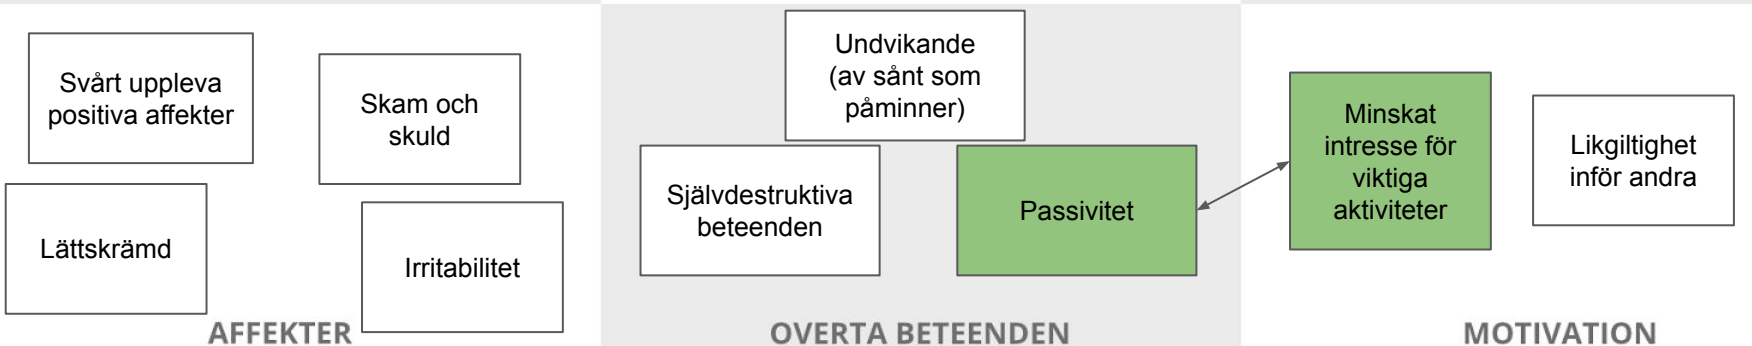 Svårt uppleva
positiva affekter
Skam och
skuld
Lättskrämd
Irritabilitet
AFFEKTER
Undvikande
(av sånt som
påminner)
Självdestruktiva
beteenden
Passivitet
OVERTA BETEENDEN
Minskat
intresse för
viktiga
aktiviteter
Likgiltighet
inför andra
MOTIVATION